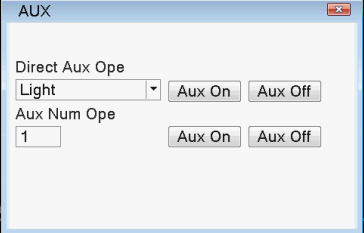 AUX
Direct Aux Ope
Light Aux On Aux Off
Aux Num Ope
1 Aux On Aux Off